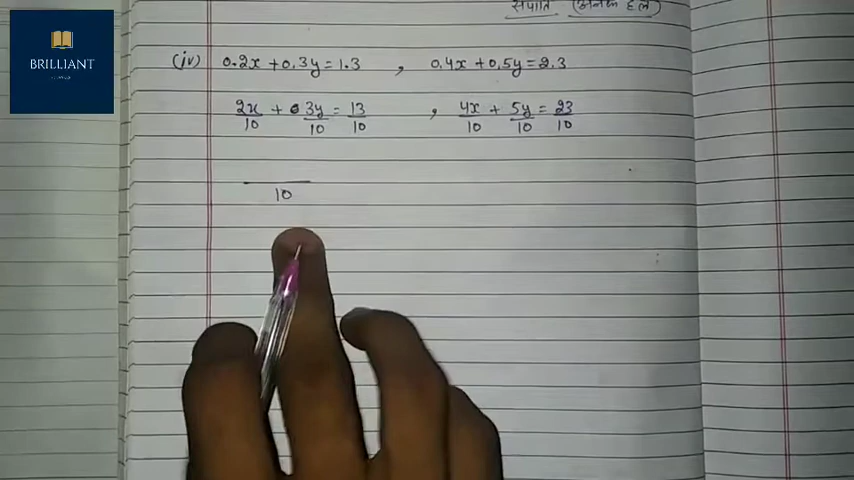 संपाति (अनेक हल)
BRILLIANT
(iv) 0.2x + 0.3y = 1.3 , 0.4x + 0.5y = 2.3
2x/10 + 3y/10 = 13/10 , 4x/10 + 5y/10 = 23/10
10